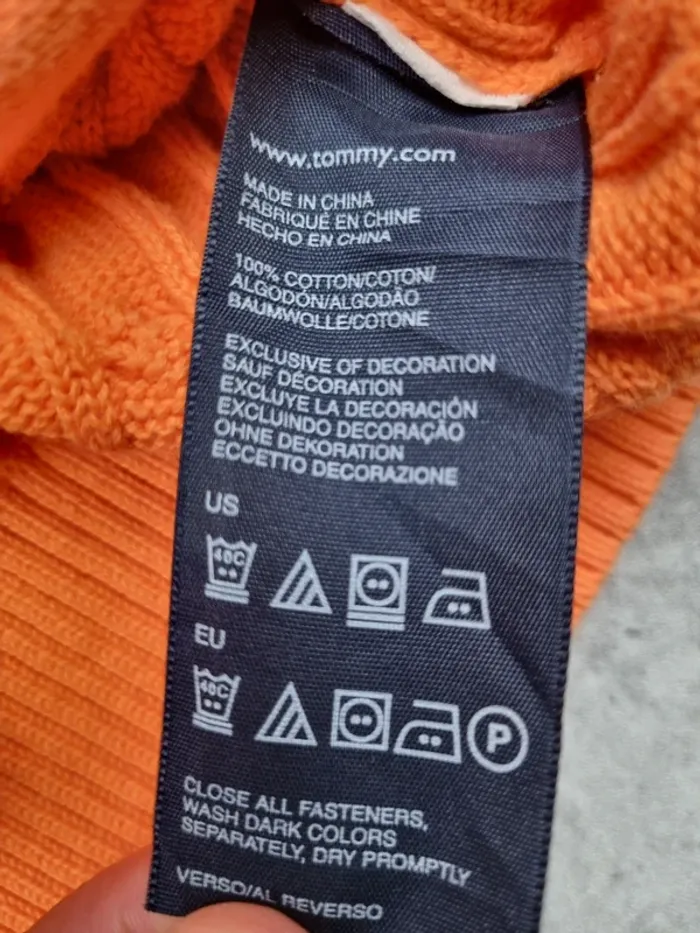 www.tommy.com
MADE IN CHINA
FABRIQUÉ EN CHINE
HECHO EN CHINA
100% COTTON/COTON/
ALGODÓN/ALGODÃO
BAUMWOLLE/COTONE
EXCLUSIVE OF DECORATION
SAUF DÉCORATION
EXCLUYE LA DECORACIÓN
EXCLUINDO DECORAÇÃO
OHNE DEKORATION
ECCETTO DECORAZIONE
US
40C
EU
40C
P
CLOSE ALL FASTENERS,
WASH DARK COLORS
SEPARATELY, DRY PROMPTLY
VERSO/AL REVERSO